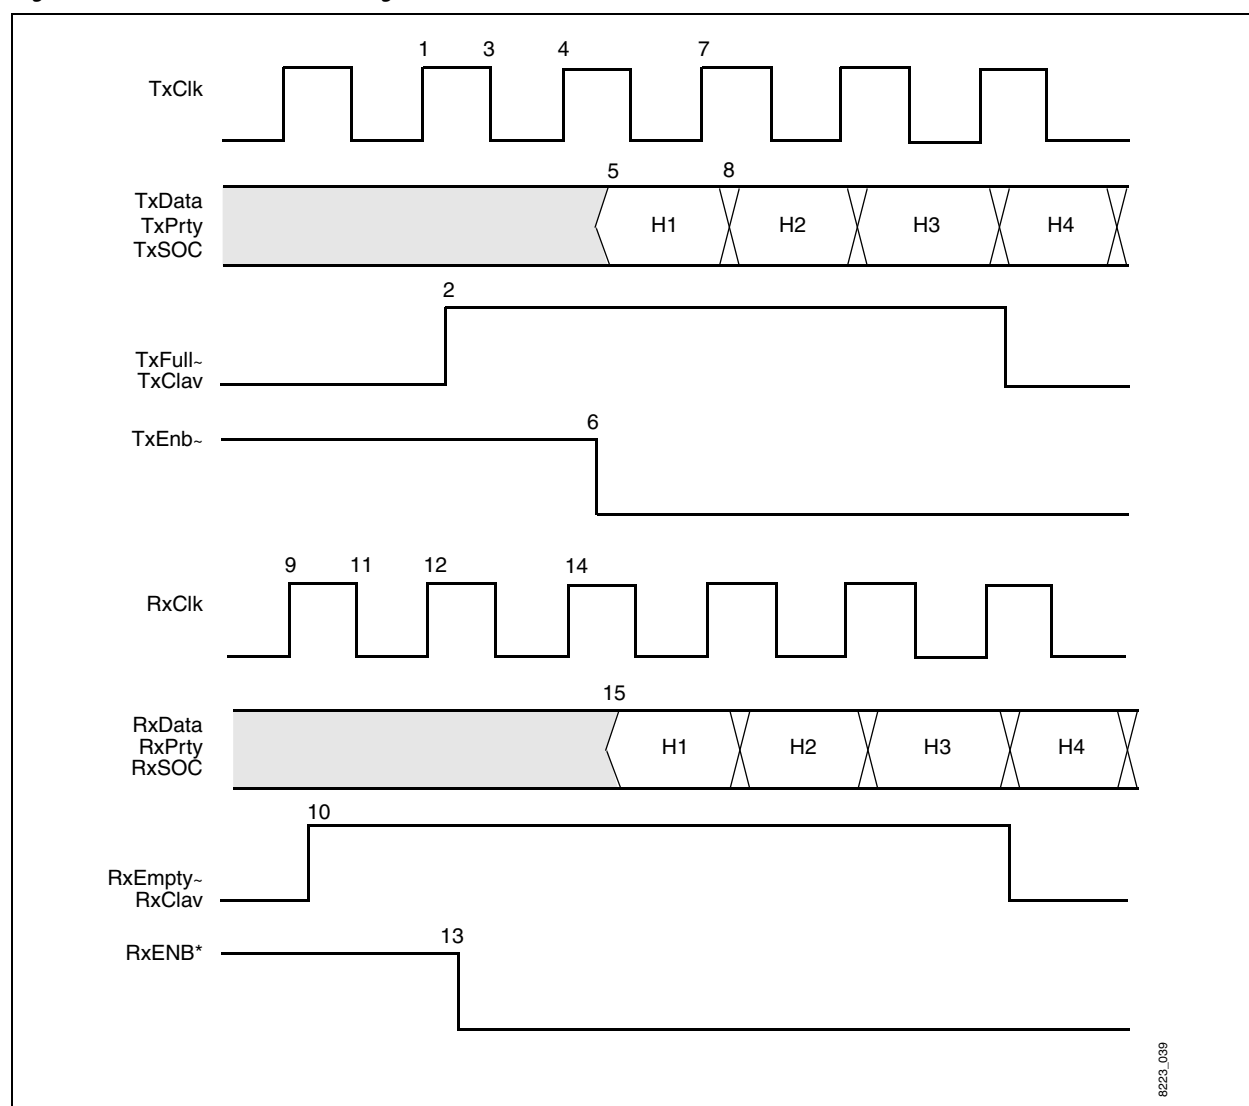 1 3 4 7
TxClk
5 8
TxData
TxPrty
TxSOC
H1 H2 H3 H4
2
TxFull~
TxClav
6
TxEnb~
9 11 12 14
RxClk
15
RxData
RxPrty
RxSOC
H1 H2 H3 H4
10
RxEmpty~
RxClav
13
RxENB*
8223_039